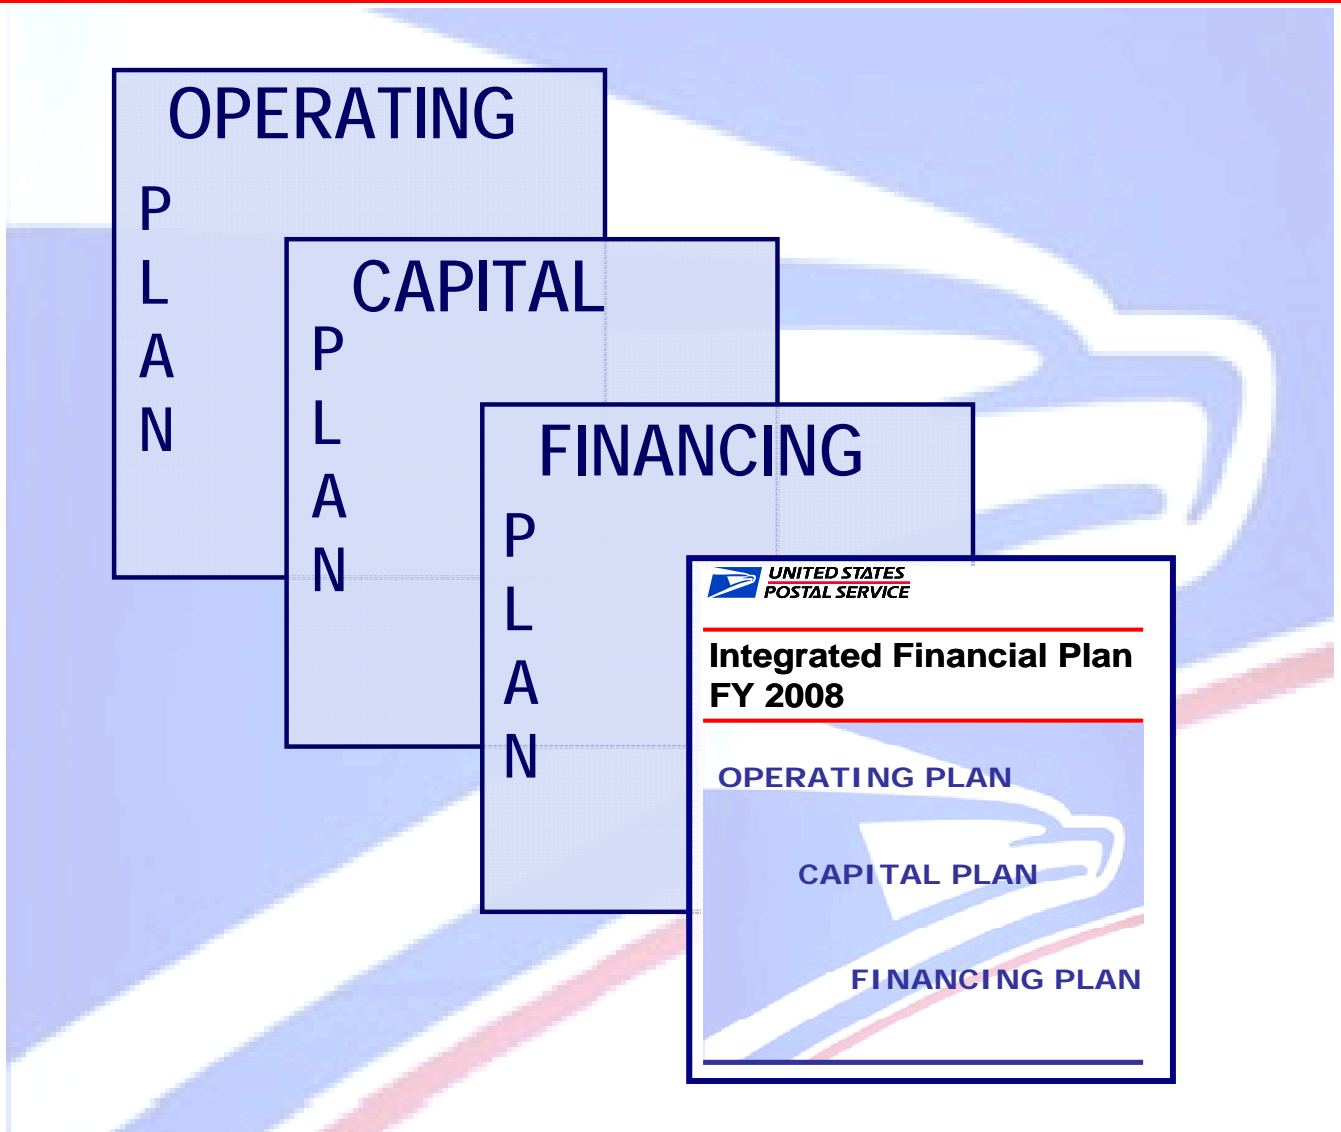 OPERATING
P
L
A
N
CAPITAL
P
L
A
N
FINANCING
P
L
A
N
UNITED STATES
POSTAL SERVICE
Integrated Financial Plan
FY 2008
OPERATING PLAN
CAPITAL PLAN
FINANCING PLAN